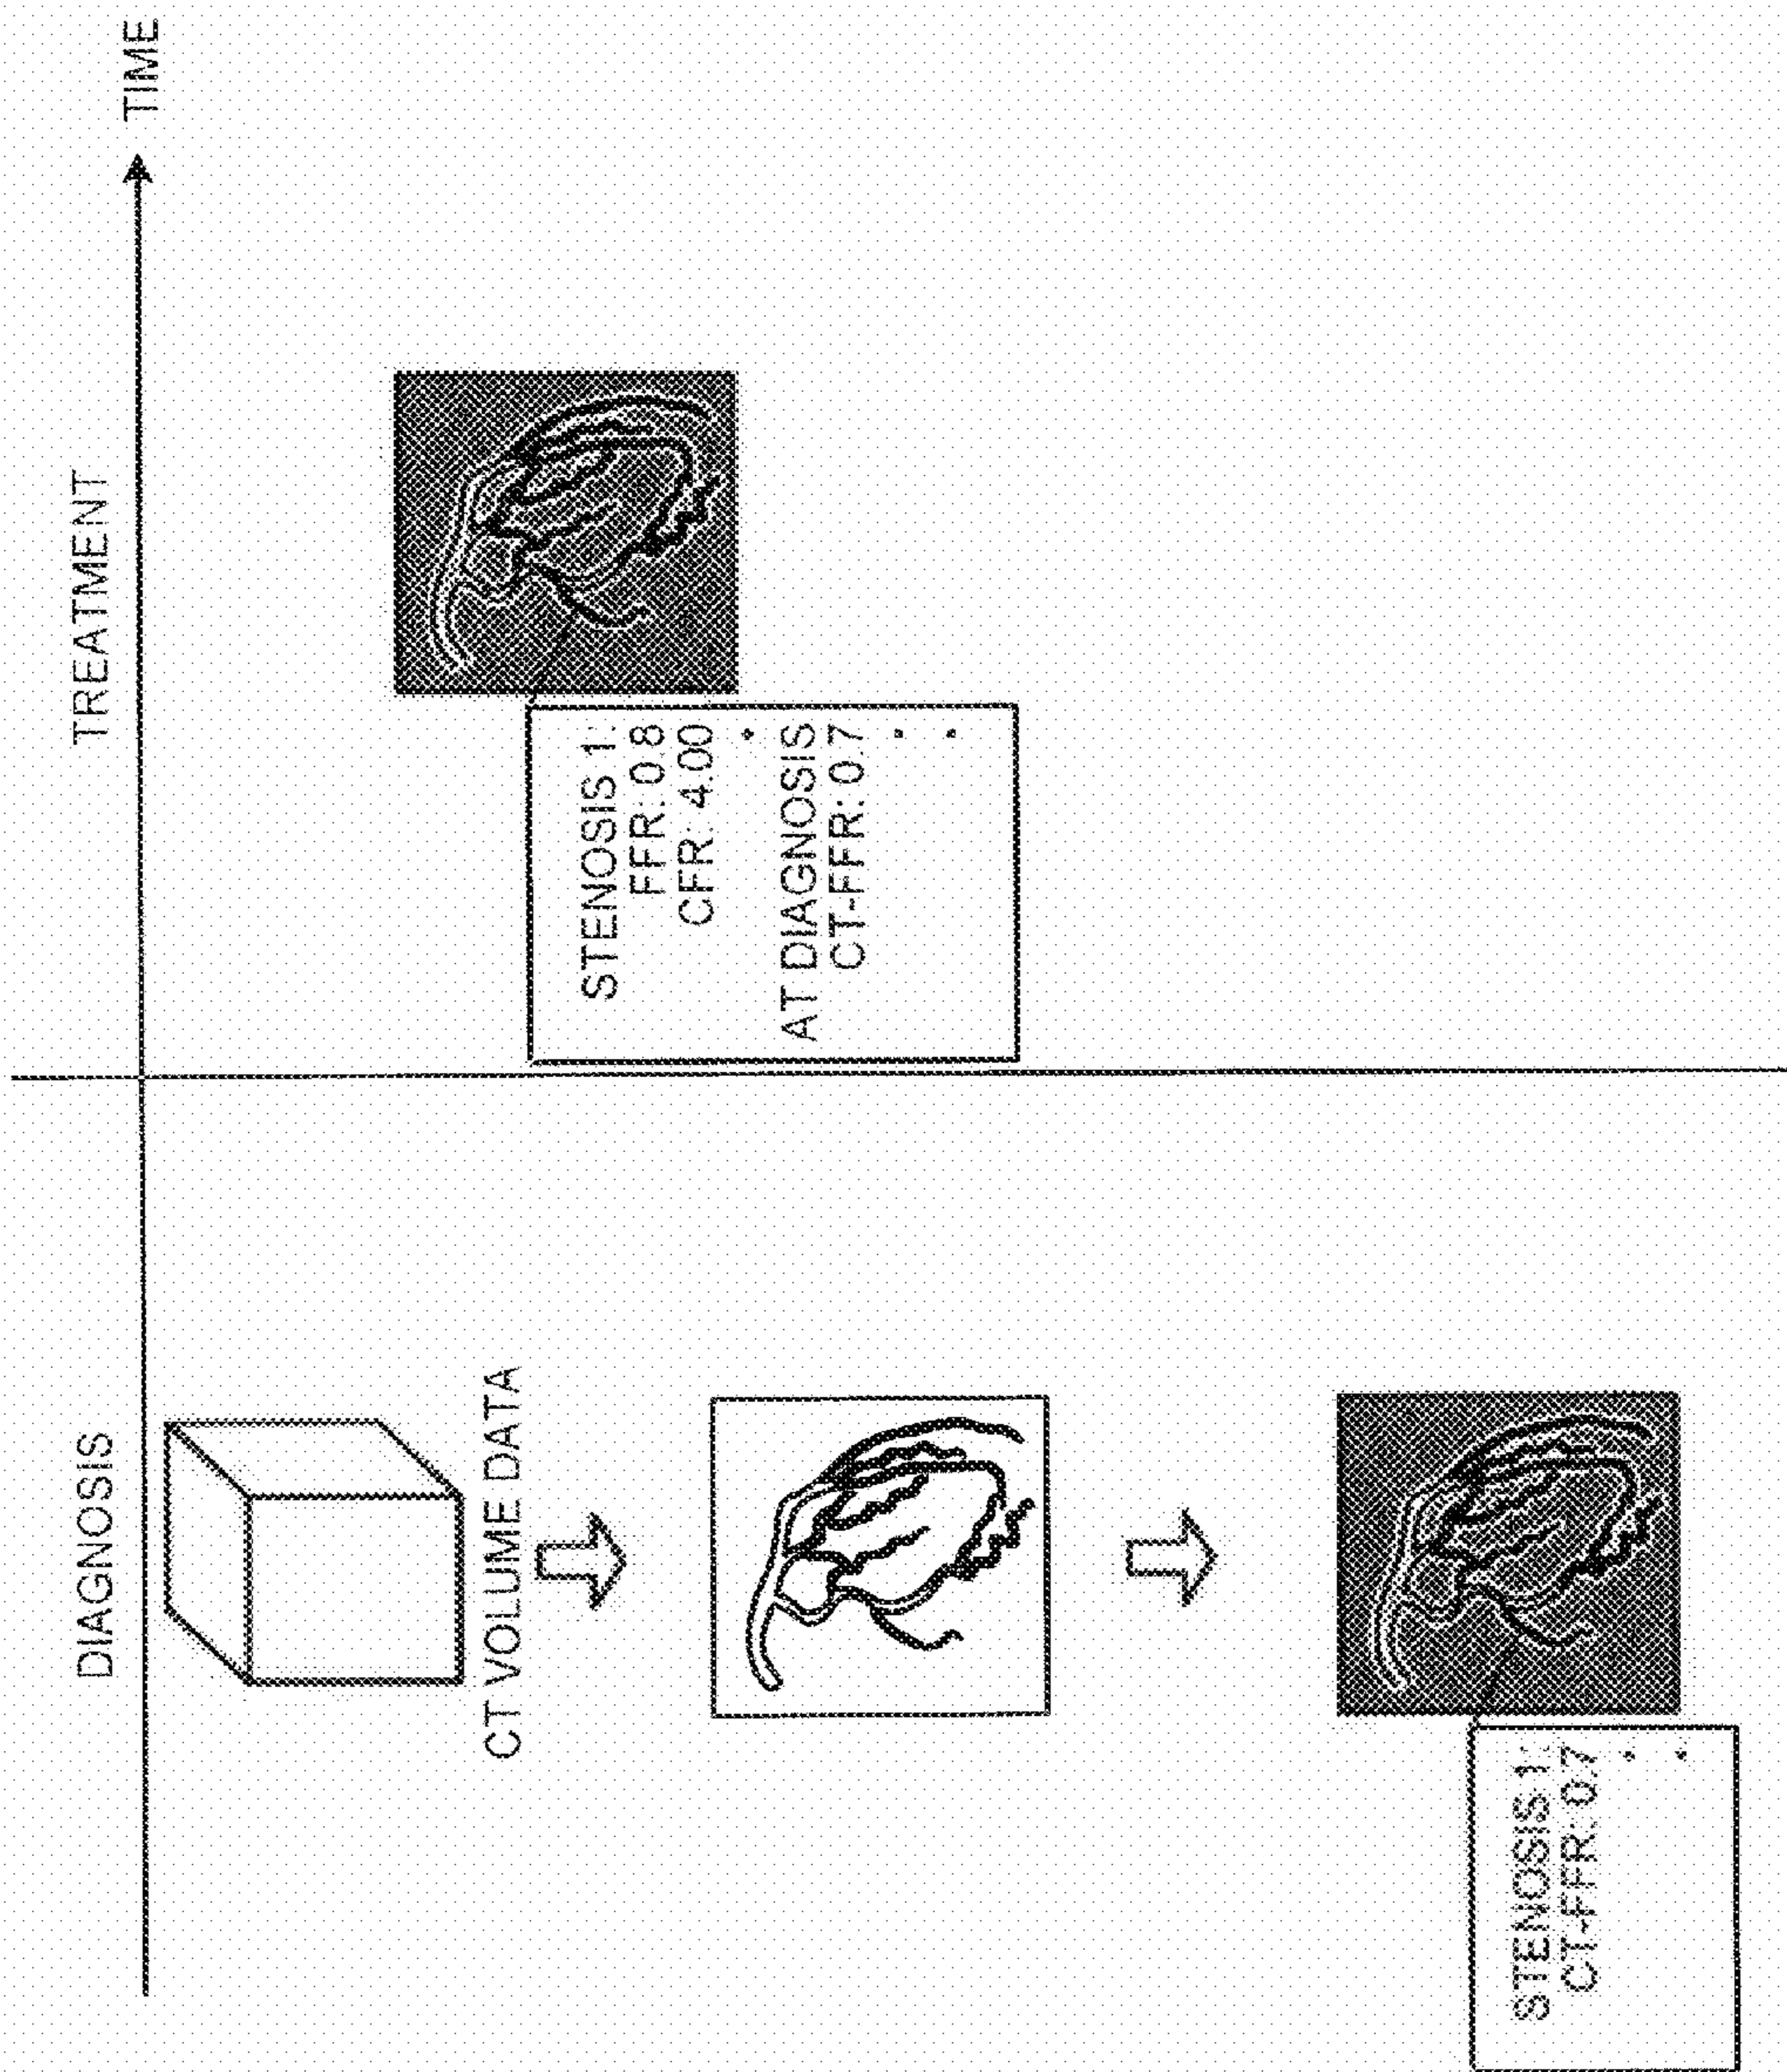 DIAGNOSIS
TREATMENT
TIME
CT VOLUME DATA
STENOSIS 1:
CT-FFR: 0.7
STENOSIS 1:
FFR: 0.8
CFR: 4.00
AT DIAGNOSIS
CT-FFR: 0.7